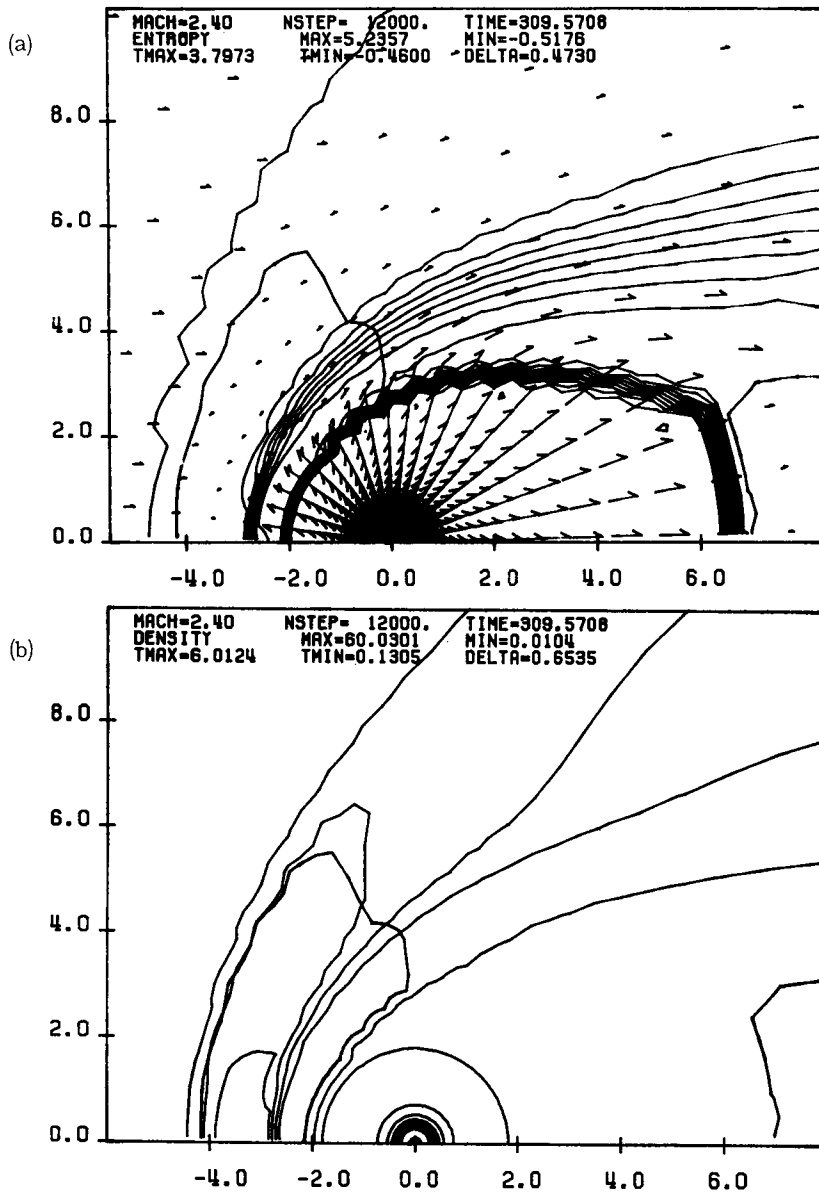 (a)
MACH=2.40 NSTEP= 12000. TIME=309.5708
ENTROPY MAX=5.2357 MIN=-0.5176
TMAX=3.7973 TMIN=-0.4600 DELTA=0.4730
8.0
6.0
4.0
2.0
0.0
-4.0 -2.0 0.0 2.0 4.0 6.0
(b)
MACH=2.40 NSTEP= 12000. TIME=309.5708
DENSITY MAX=60.0301 MIN=0.0104
TMAX=6.0124 TMIN=0.1305 DELTA=0.6535
8.0
6.0
4.0
2.0
0.0
-4.0 -2.0 0.0 2.0 4.0 6.0